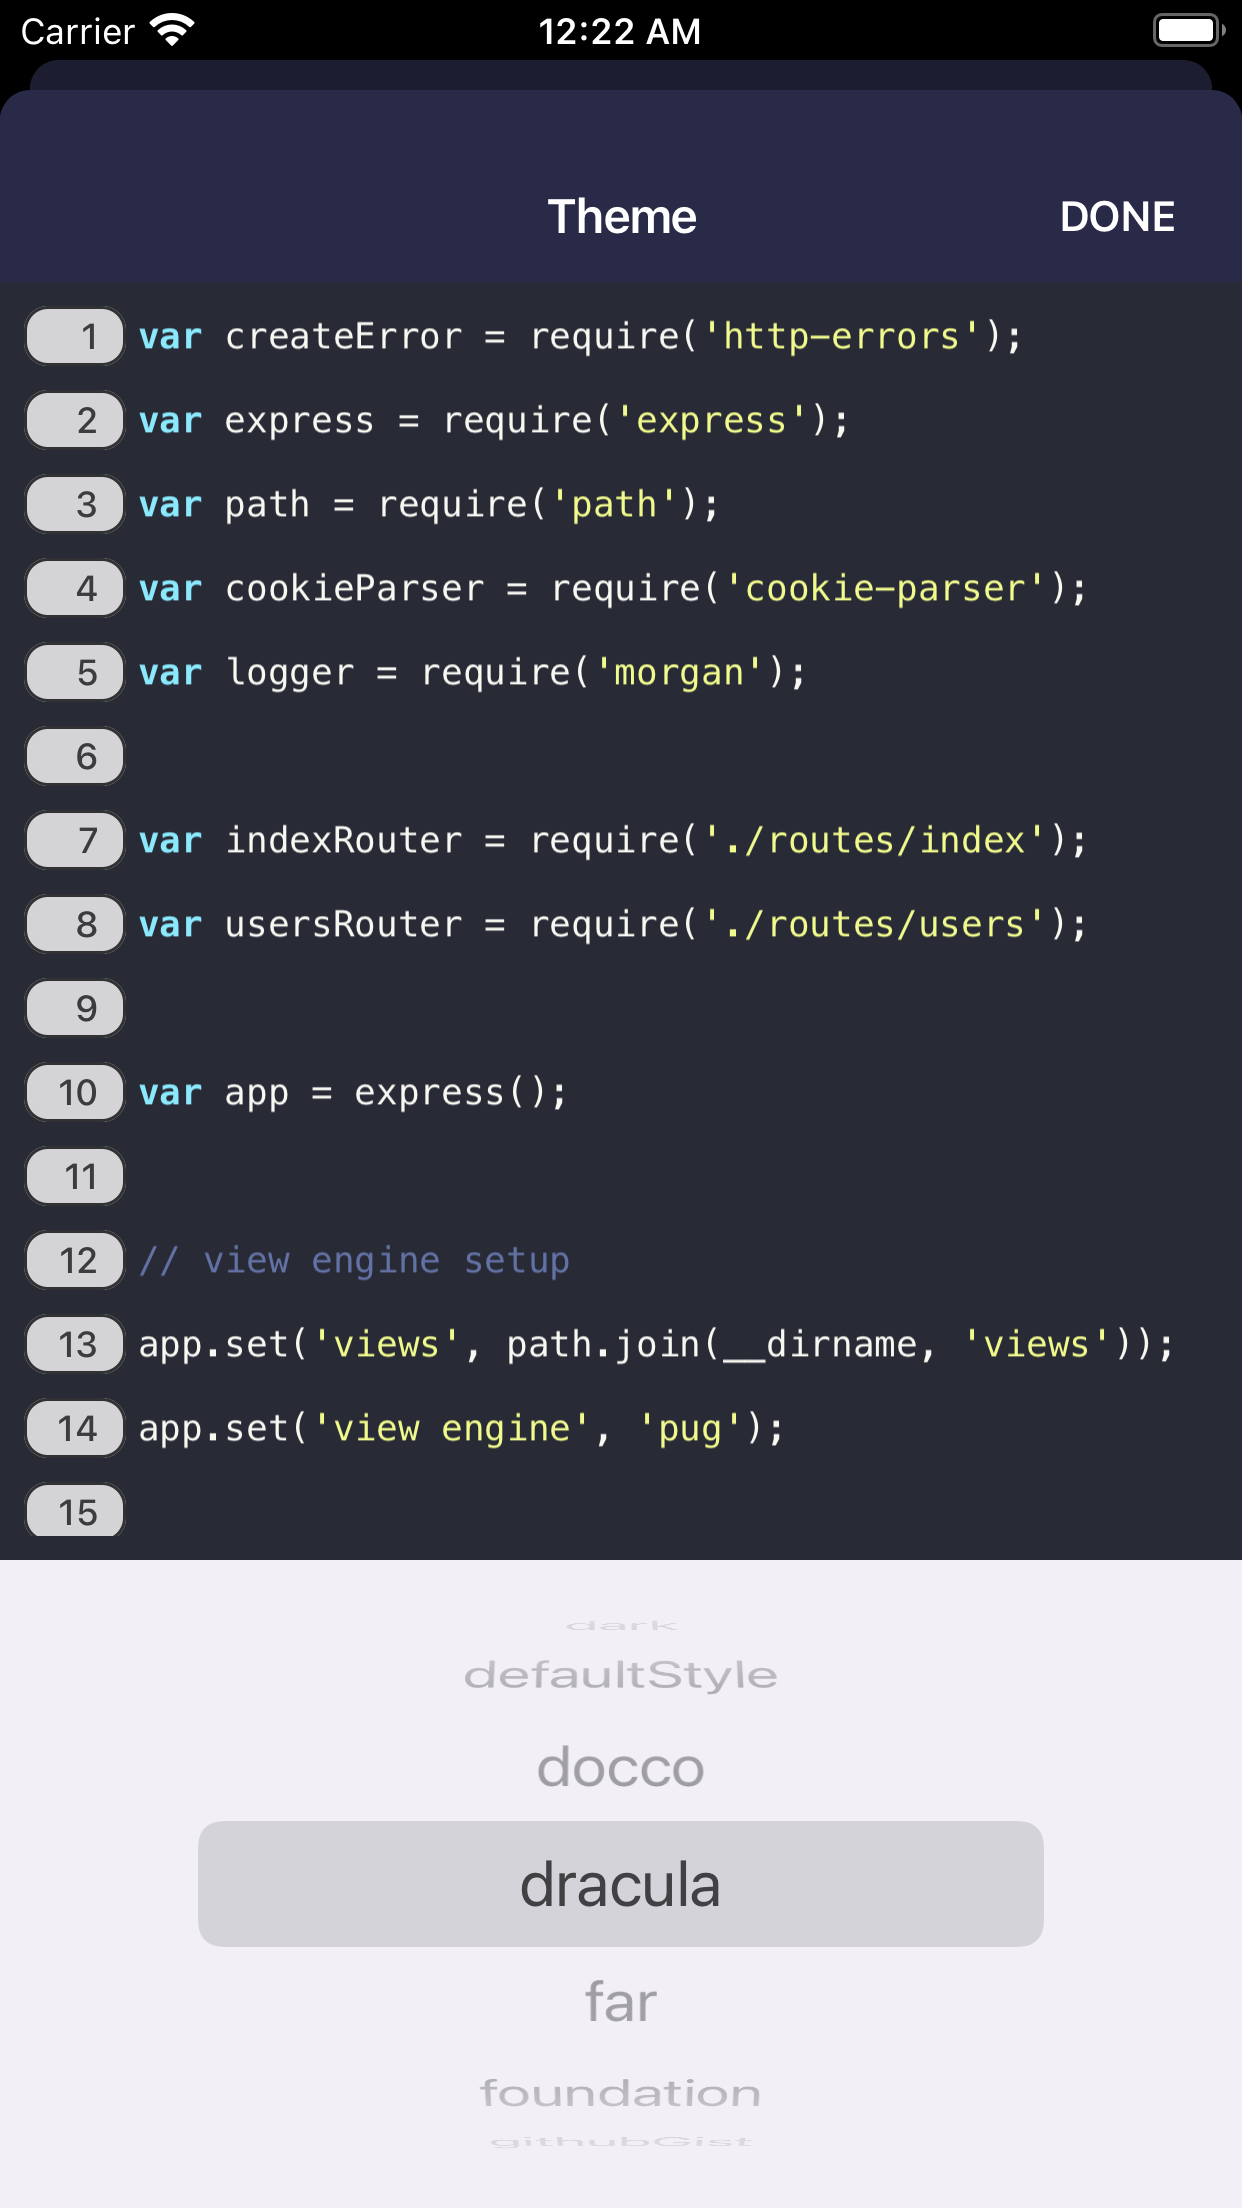 Carrier 12:22 AM
Theme DONE
1 var createError = require('http-errors');
2 var express = require('express');
3 var path = require('path');
4 var cookieParser = require('cookie-parser');
5 var logger = require('morgan');
6
7 var indexRouter = require('./routes/index');
8 var usersRouter = require('./routes/users');
9
10 var app = express();
11
12 // view engine setup
13 app.set('views', path.join(__dirname, 'views'));
14 app.set('view engine', 'pug');
15
dark
defaultStyle
docco
dracula
far
foundation
githubGist